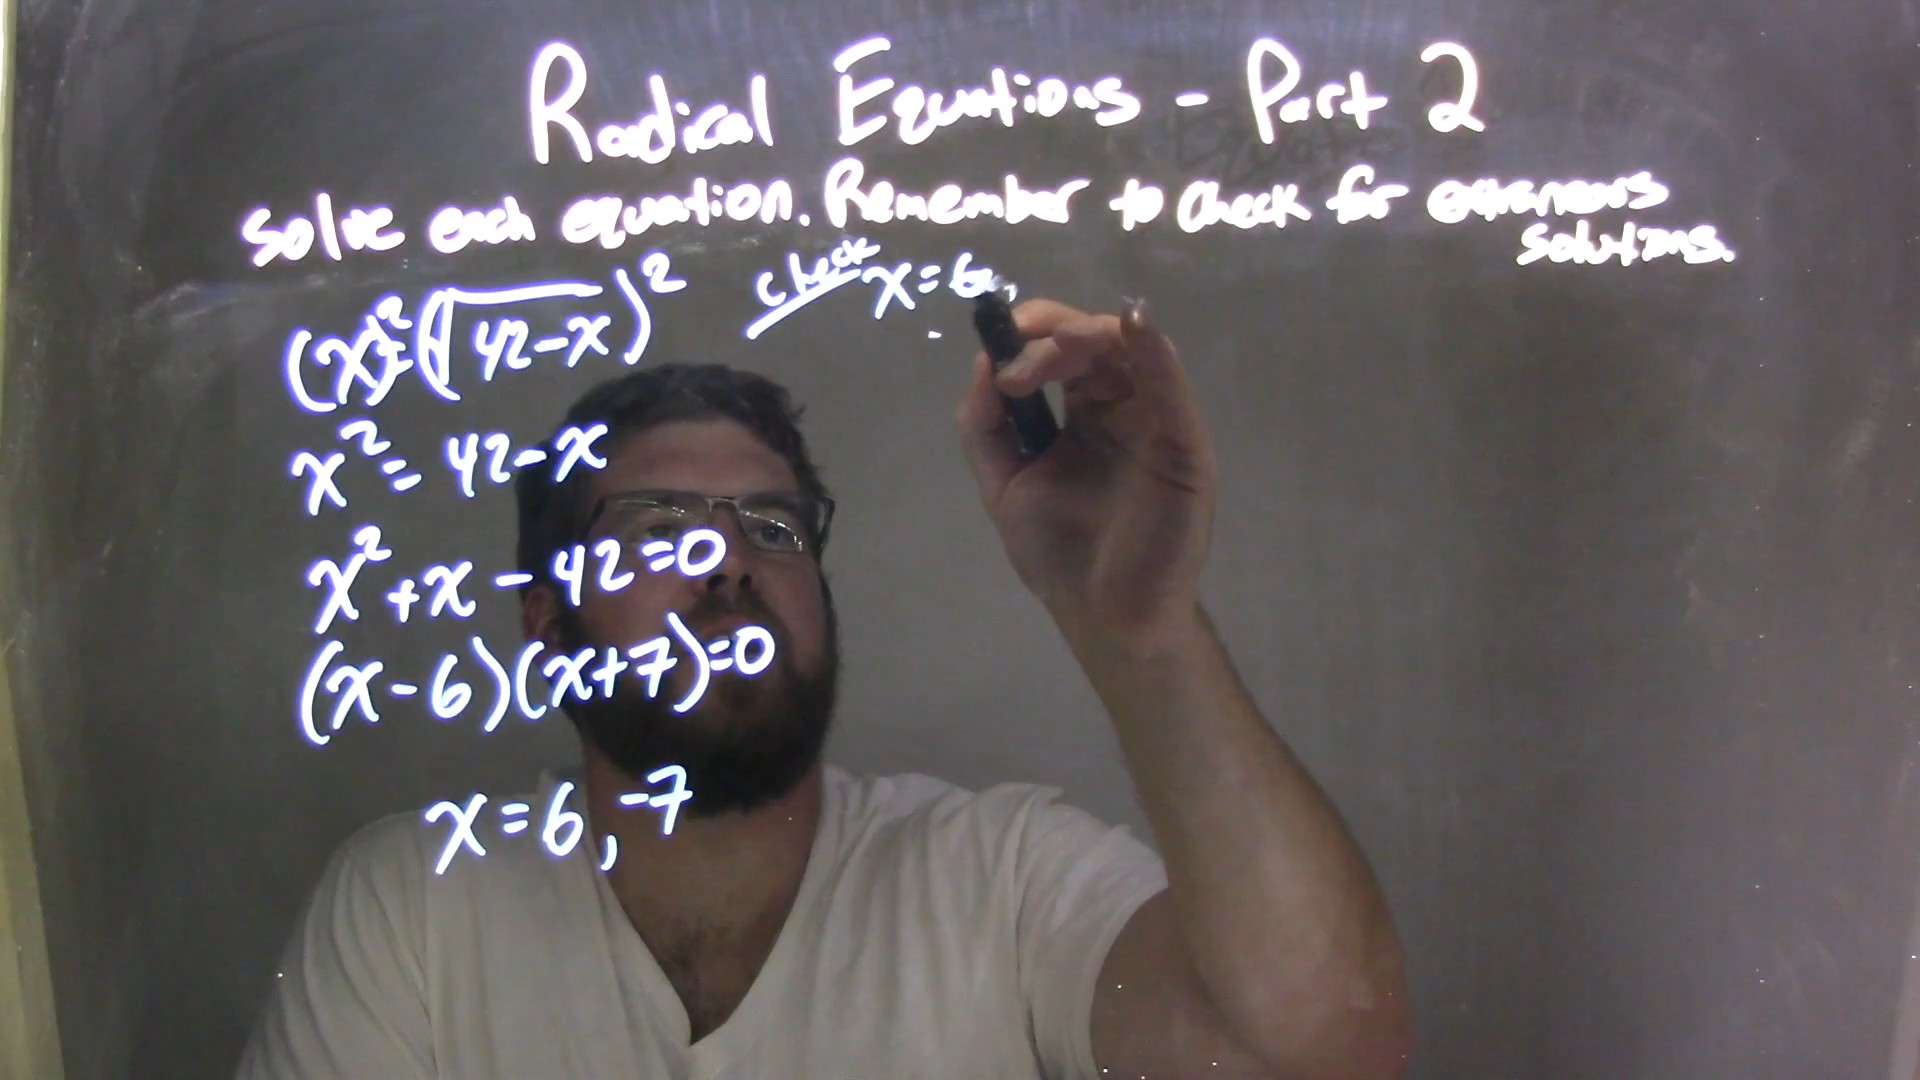 Radical Equations - Part 2
Solve each equation. Remember to check for extraneous
solutions.
(x)²=(√42-x)²
check x=6,
x²= 42-x
x²+x-42=0
(x-6)(x+7)=0
x=6,-7